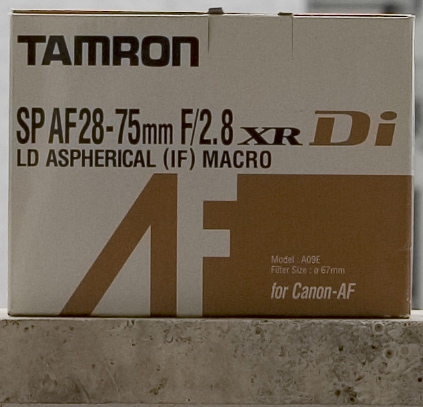 TAMRON
SP AF28-75mm F/2.8 XR Di
LD ASPHERICAL (IF) MACRO
AF
Model : A09E
Filter Size : ø 67mm
for Canon-AF